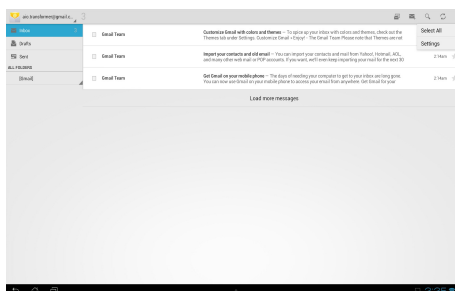 Inbox
Drafts
Sent
ALL FOLDERS
[Gmail]
Gmail Team
Customize Gmail with colors and themes – To spice up your inbox with colors and themes, check out the
Themes tab under Settings. Customize Gmail » Enjoy! - The Gmail Team Please note that Themes are not
Gmail Team
Import your contacts and old email – You can import your contacts and mail from Yahoo!, Hotmail, AOL,
and many other web mail or POP accounts. If you want, we'll even keep importing your mail for the next 30
2:14am
Gmail Team
Get Gmail on your mobile phone – The days of needing your computer to get to your inbox are long gone.
You can now use Gmail on your mobile phone to access your email from anywhere. Get Gmail for your
2:14am
Select All
Settings
Load more messages